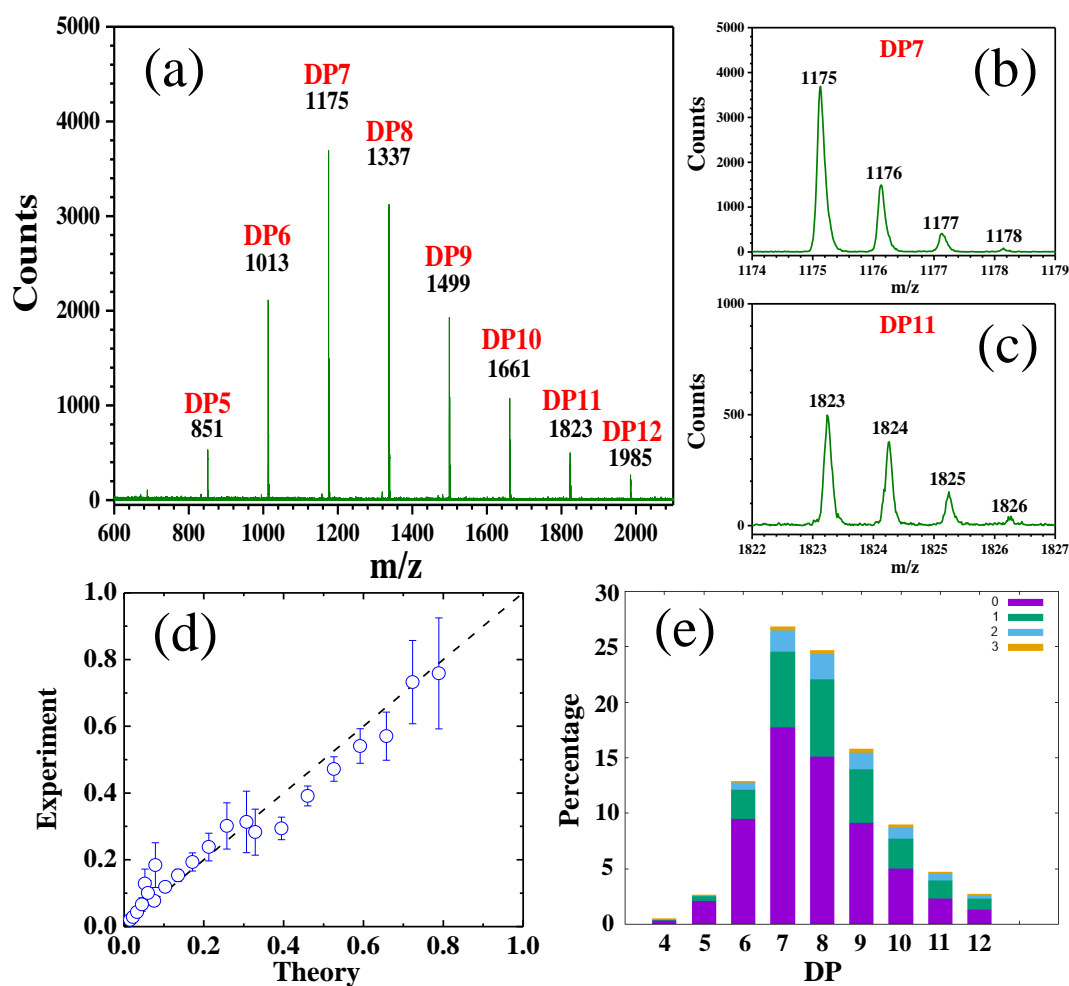 (a)
5000
4000
3000
2000
1000
0
Counts
DP5
851
DP6
1013
DP7
1175
DP8
1337
DP9
1499
DP10
1661
DP11
1823
DP12
1985
600 800 1000 1200 1400 1600 1800 2000
m/z
(b)
DP7
5000
4000
3000
2000
1000
0
Counts
1175
1176
1177
1178
1174 1175 1176 1177 1178 1179
m/z
(c)
DP11
1000
500
0
Counts
1823
1824
1825
1826
1822 1823 1824 1825 1826 1827
m/z
(d)
1.0
0.8
0.6
0.4
0.2
0.0
Experiment
0.0 0.2 0.4 0.6 0.8 1.0
Theory
(e)
30
25
20
15
10
5
0
Percentage
0
1
2
3
4 5 6 7 8 9 10 11 12
DP